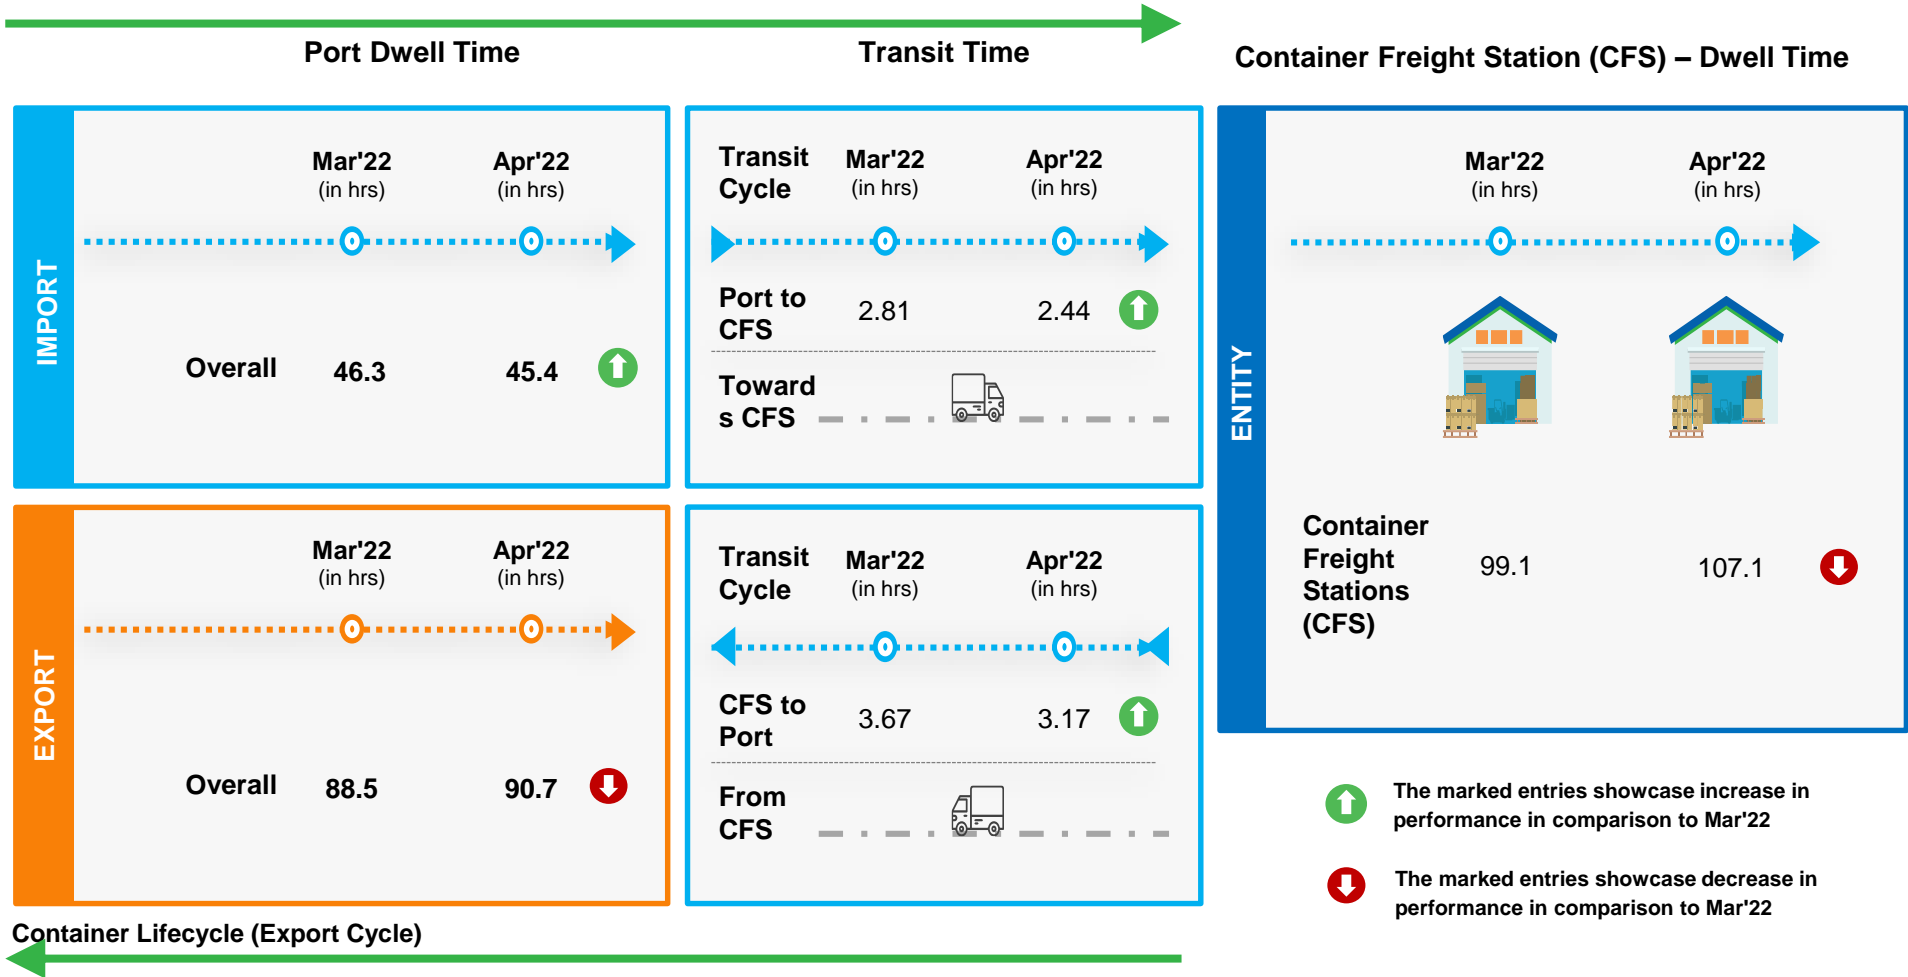 Port Dwell Time
Transit Time
Container Freight Station (CFS) – Dwell Time
IMPORT
Mar'22
(in hrs)
Apr'22
(in hrs)
Overall 46.3 45.4
Transit
Cycle
Mar'22
(in hrs)
Apr'22
(in hrs)
Port to
CFS
2.81 2.44
Toward
s CFS
EXPORT
Mar'22
(in hrs)
Apr'22
(in hrs)
Overall 88.5 90.7
Transit
Cycle
Mar'22
(in hrs)
Apr'22
(in hrs)
CFS to
Port
3.67 3.17
From
CFS
ENTITY
Mar'22
(in hrs)
Apr'22
(in hrs)
Container
Freight
Stations
(CFS)
99.1 107.1
The marked entries showcase increase in
performance in comparison to Mar'22
The marked entries showcase decrease in
performance in comparison to Mar'22
Container Lifecycle (Export Cycle)